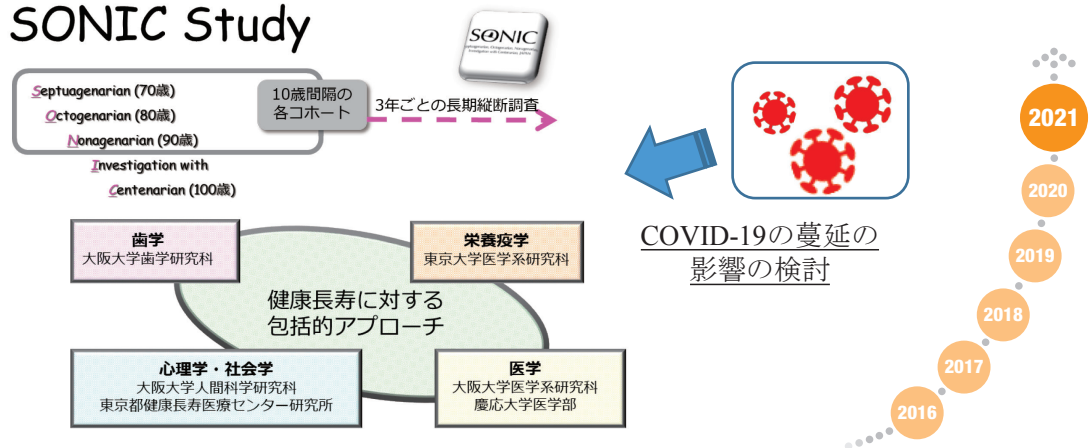 SONIC Study
SONIC
Septuagenarian (70歳)
Octogenarian (80歳)
Nonagenarian (90歳)
Investigation with
Centenarian (100歳)
10歳間隔の
各コホート
3年ごとの長期縦断調査
歯学
大阪大学歯学研究科
栄養疫学
東京大学医学系研究科
健康長寿に対する
包括的アプローチ
心理学・社会学
大阪大学人間科学研究科
東京都健康長寿医療センター研究所
医学
大阪大学医学系研究科
慶応大学医学部
COVID-19の蔓延の
影響の検討
2021
2020
2019
2018
2017
2016